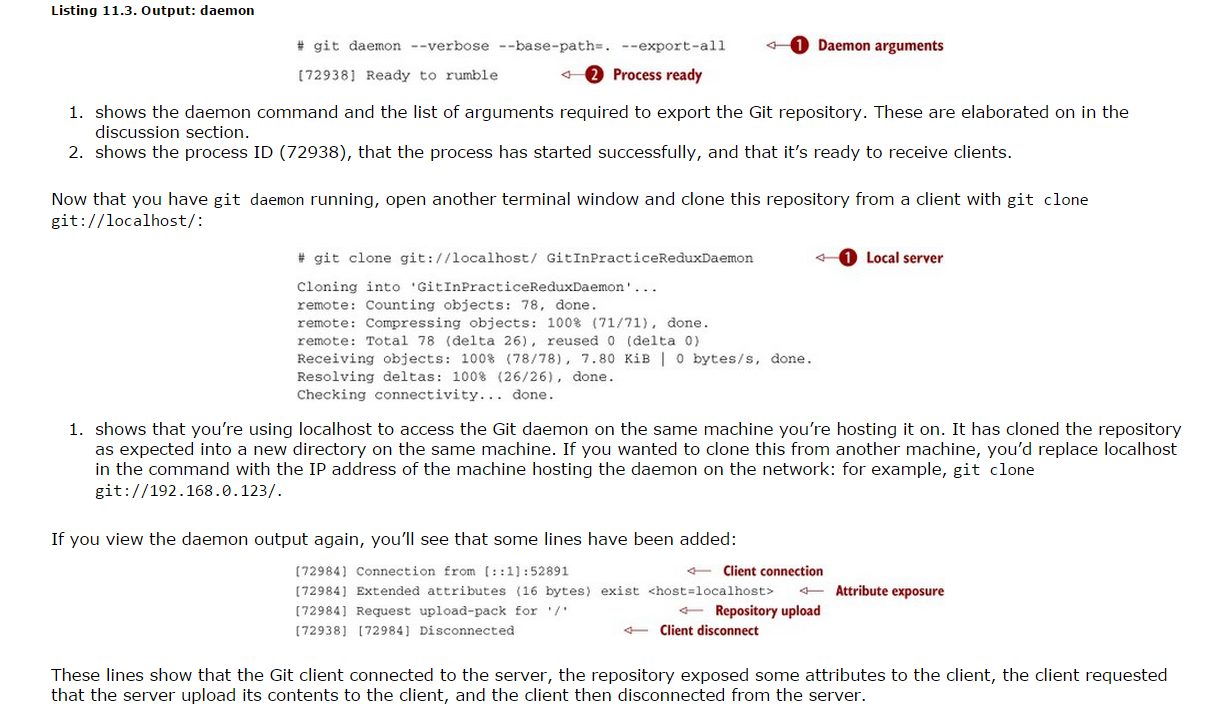 Listing 11.3. Output: daemon
# git daemon --verbose --base-path=. --export-all 1 Daemon arguments
[72938] Ready to rumble 2 Process ready
1. shows the daemon command and the list of arguments required to export the Git repository. These are elaborated on in the
discussion section.
2. shows the process ID (72938), that the process has started successfully, and that it’s ready to receive clients.
Now that you have git daemon running, open another terminal window and clone this repository from a client with git clone
git://localhost/:
# git clone git://localhost/ GitInPracticeReduxDaemon 1 Local server
Cloning into 'GitInPracticeReduxDaemon'...
remote: Counting objects: 78, done.
remote: Compressing objects: 100% (71/71), done.
remote: Total 78 (delta 26), reused 0 (delta 0)
Receiving objects: 100% (78/78), 7.80 KiB | 0 bytes/s, done.
Resolving deltas: 100% (26/26), done.
Checking connectivity... done.
1. shows that you’re using localhost to access the Git daemon on the same machine you’re hosting it on. It has cloned the repository
as expected into a new directory on the same machine. If you wanted to clone this from another machine, you’d replace localhost
in the command with the IP address of the machine hosting the daemon on the network: for example, git clone
git://192.168.0.123/.
If you view the daemon output again, you’ll see that some lines have been added:
[72984] Connection from [::1]:52891 Client connection
[72984] Extended attributes (16 bytes) exist <host=localhost> Attribute exposure
[72984] Request upload-pack for '/' Repository upload
[72938] [72984] Disconnected Client disconnect
These lines show that the Git client connected to the server, the repository exposed some attributes to the client, the client requested
that the server upload its contents to the client, and the client then disconnected from the server.